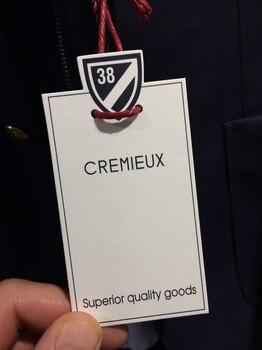 38
CREMIEUX
Superior quality goods